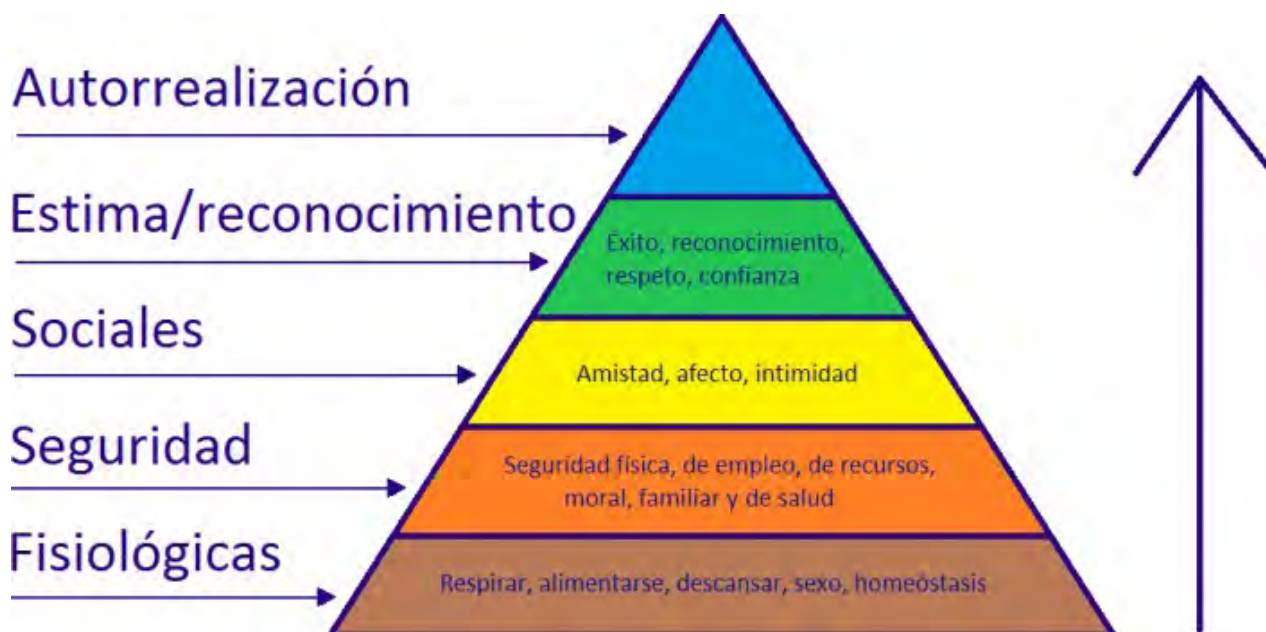 Autorrealización
Estima/reconocimiento
Éxito, reconocimiento,
respeto, confianza
Sociales
Amistad, afecto, intimidad
Seguridad
Seguridad física, de empleo, de recursos,
moral, familiar y de salud
Fisiológicas
Respirar, alimentarse, descansar, sexo, homeóstasis